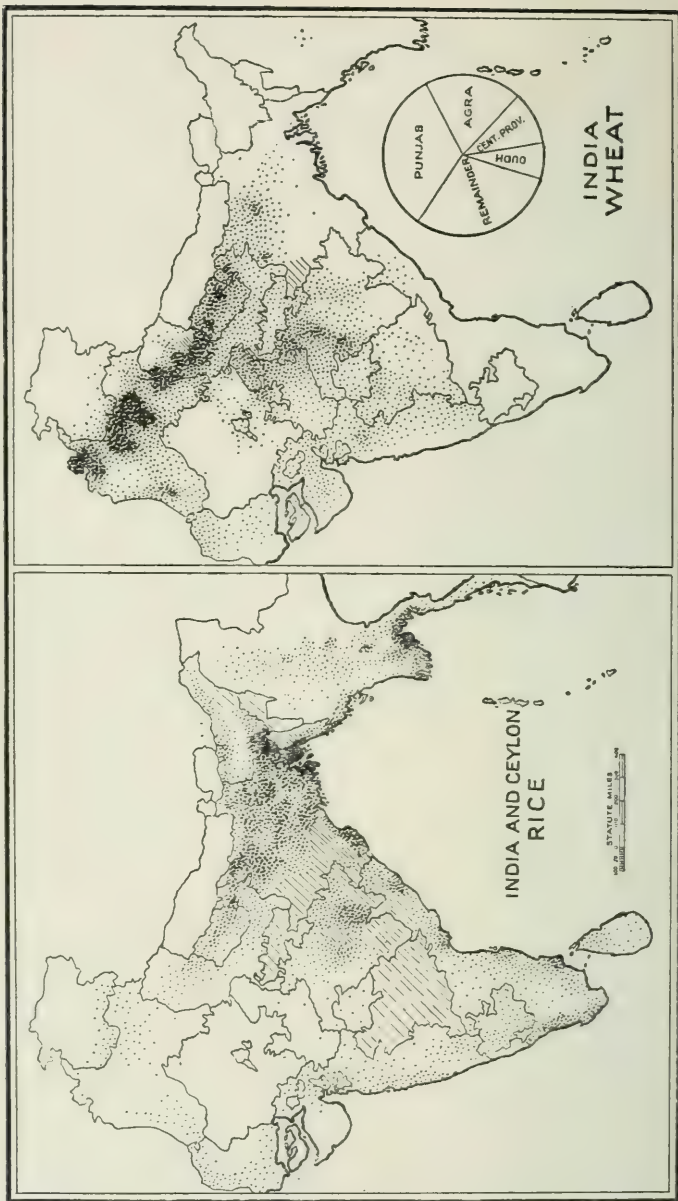 PUNJAB
AGRA
CENT. PROV.
OUDH
REMAINDER
INDIA
WHEAT
INDIA AND CEYLON
RICE
STATUTE MILES